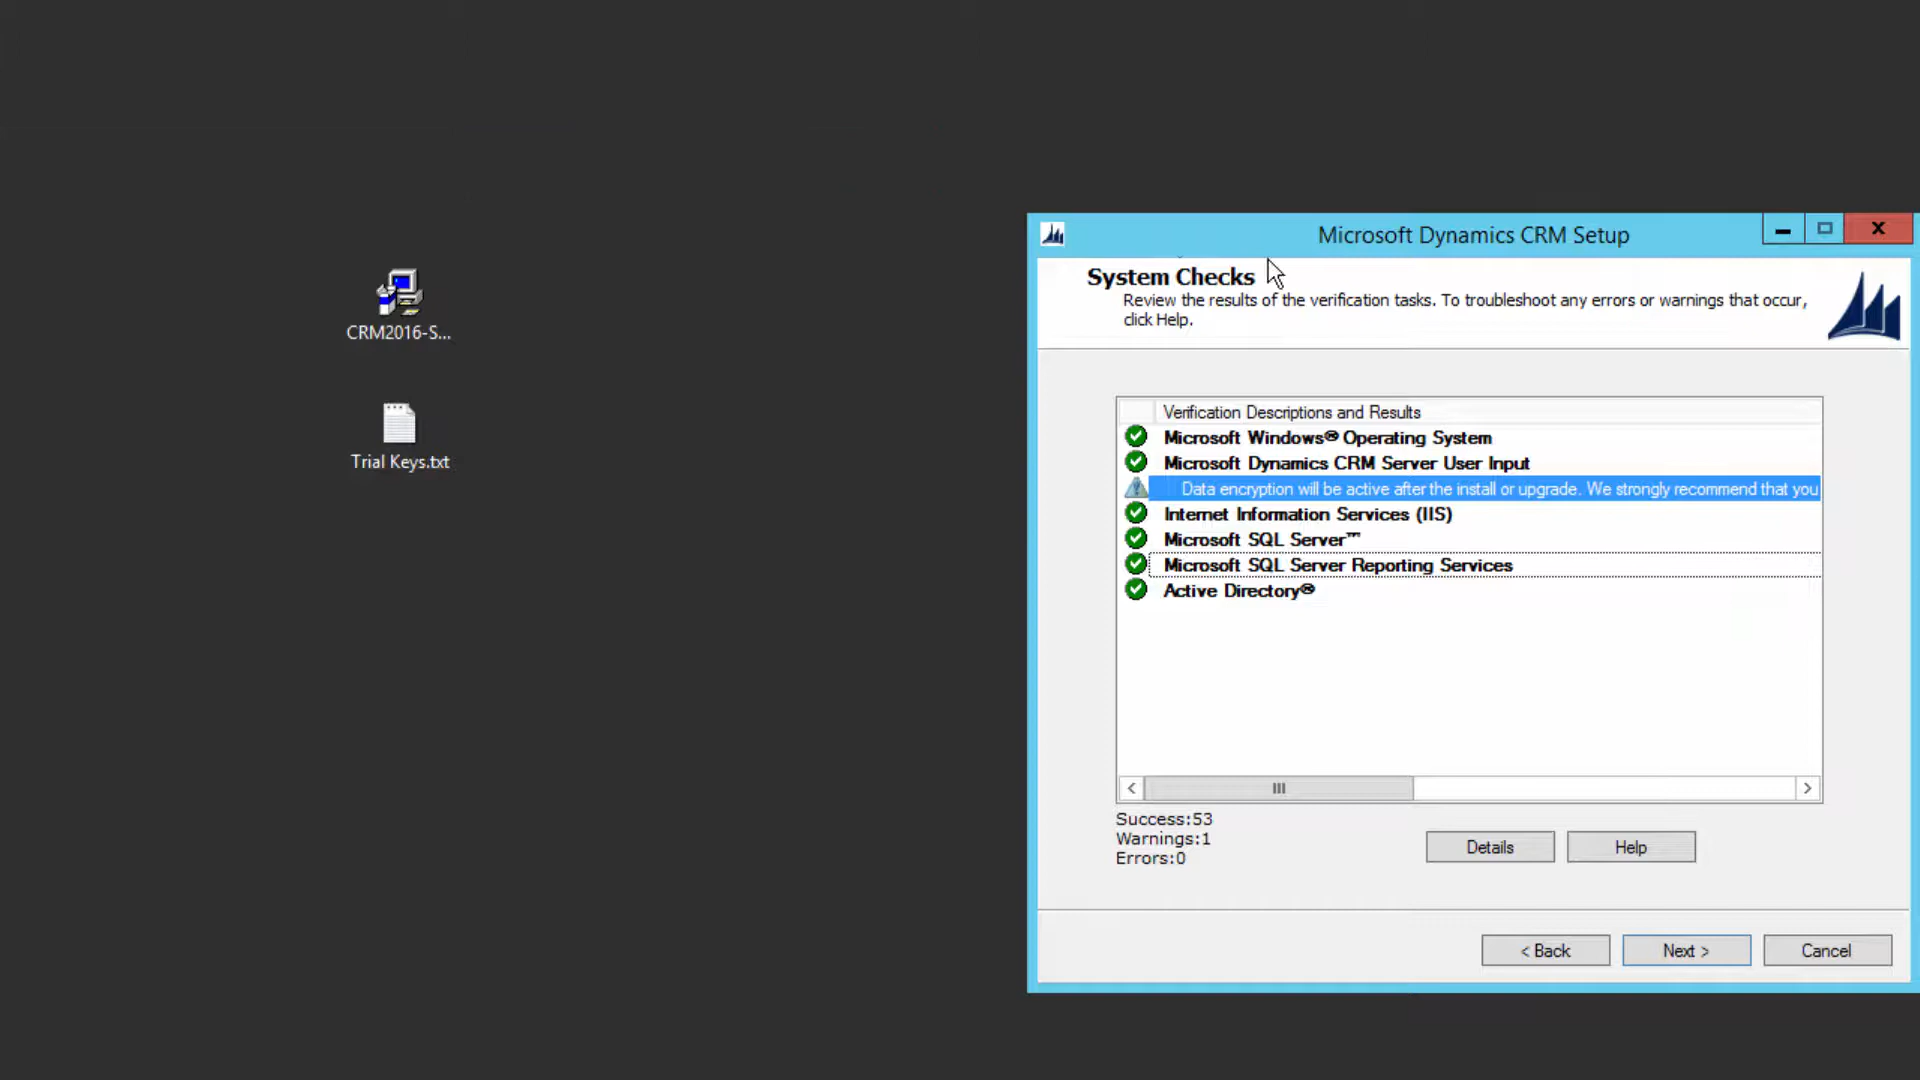 CRM2016-S...
Trial Keys.txt
Microsoft Dynamics CRM Setup
System Checks
Review the results of the verification tasks. To troubleshoot any errors or warnings that occur,
click Help.
Verification Descriptions and Results
Microsoft Windows® Operating System
Microsoft Dynamics CRM Server User Input
Data encryption will be active after the install or upgrade. We strongly recommend that you
Internet Information Services (IIS)
Microsoft SQL Server™
Microsoft SQL Server Reporting Services
Active Directory®
Success:53
Warnings:1
Errors:0
Details
Help
< Back
Next >
Cancel